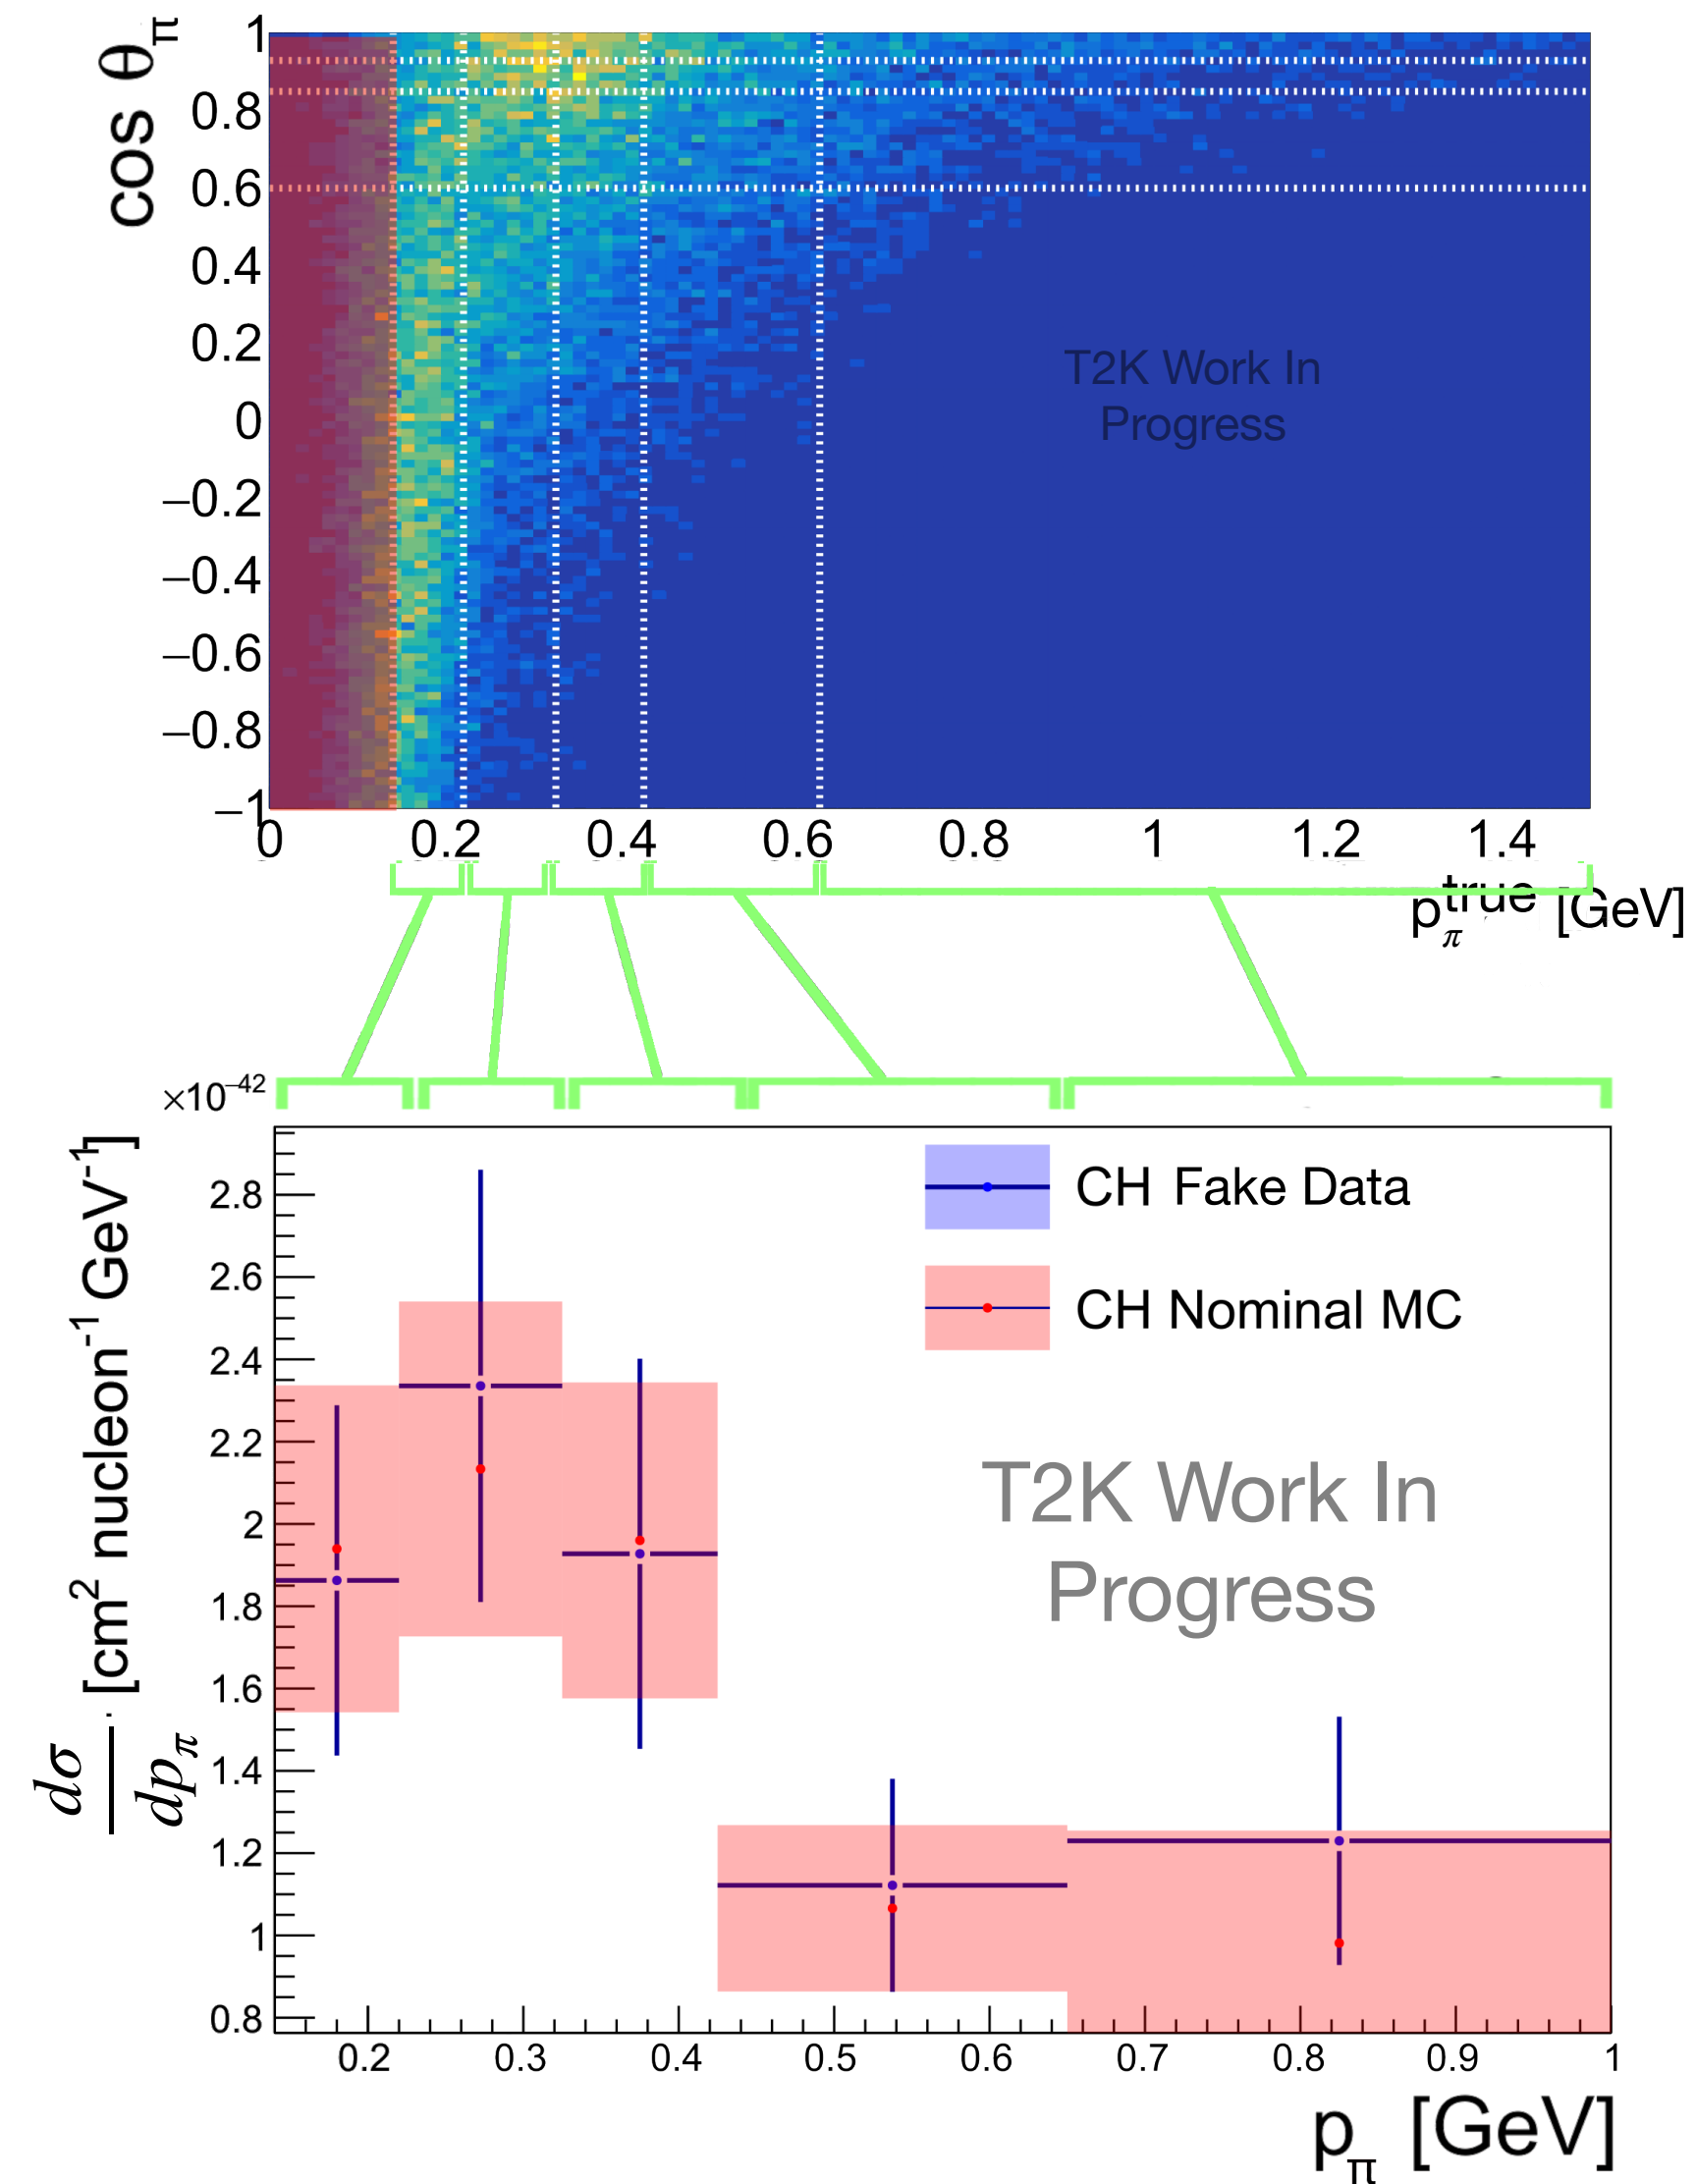 cos θπ
1
0.8
0.6
0.4
0.2
0
−0.2
−0.4
−0.6
−0.8
−1
T2K Work In
Progress
0 0.2 0.4 0.6 0.8 1 1.2 1.4
pπ^true [GeV]
×10^−42
dσ/dpπ [cm^2 nucleon^-1 GeV^-1]
2.8
2.6
2.4
2.2
2
1.8
1.6
1.4
1.2
1
0.8
CH Fake Data
CH Nominal MC
T2K Work In
Progress
0.2 0.3 0.4 0.5 0.6 0.7 0.8 0.9 1
pπ [GeV]